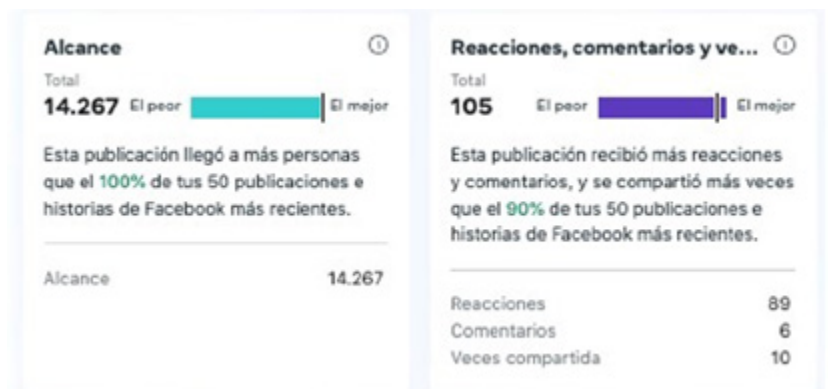 Alcance
Total
14.267 El peor El mejor
Esta publicación llegó a más personas
que el 100% de tus 50 publicaciones e
historias de Facebook más recientes.
Alcance 14.267
Reacciones, comentarios y ve...
Total
105 El peor El mejor
Esta publicación recibió más reacciones
y comentarios, y se compartió más veces
que el 90% de tus 50 publicaciones e
historias de Facebook más recientes.
Reacciones 89
Comentarios 6
Veces compartida 10